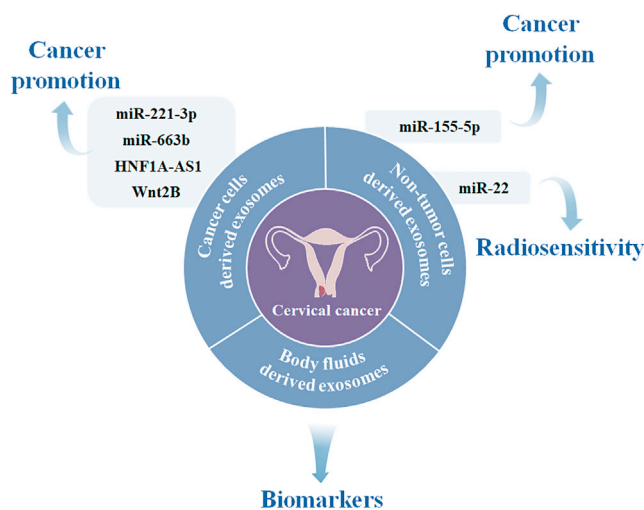 Cancer
promotion
miR-221-3p
miR-663b
HNF1A-AS1
Wnt2B
Cancer
promotion
miR-155-5p
miR-22
Radiosensitivity
Cancer cells
derived exosomes
Non-tumor cells
derived exosomes
Cervical cancer
Body fluids
derived exosomes
Biomarkers